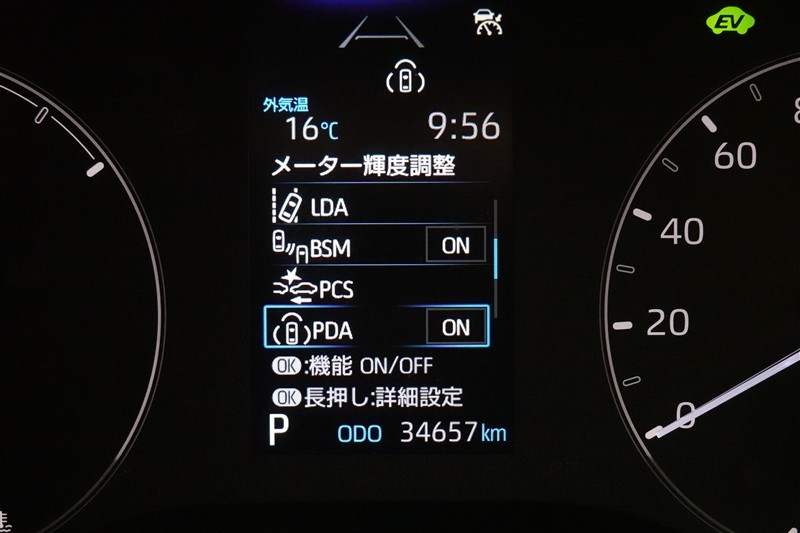 EV
外気温
16℃ 9:56
メーター輝度調整
LDA
BSM ON
PCS
PDA ON
OK:機能 ON/OFF
OK長押し:詳細設定
P ODO 34657km
60
40
20
0